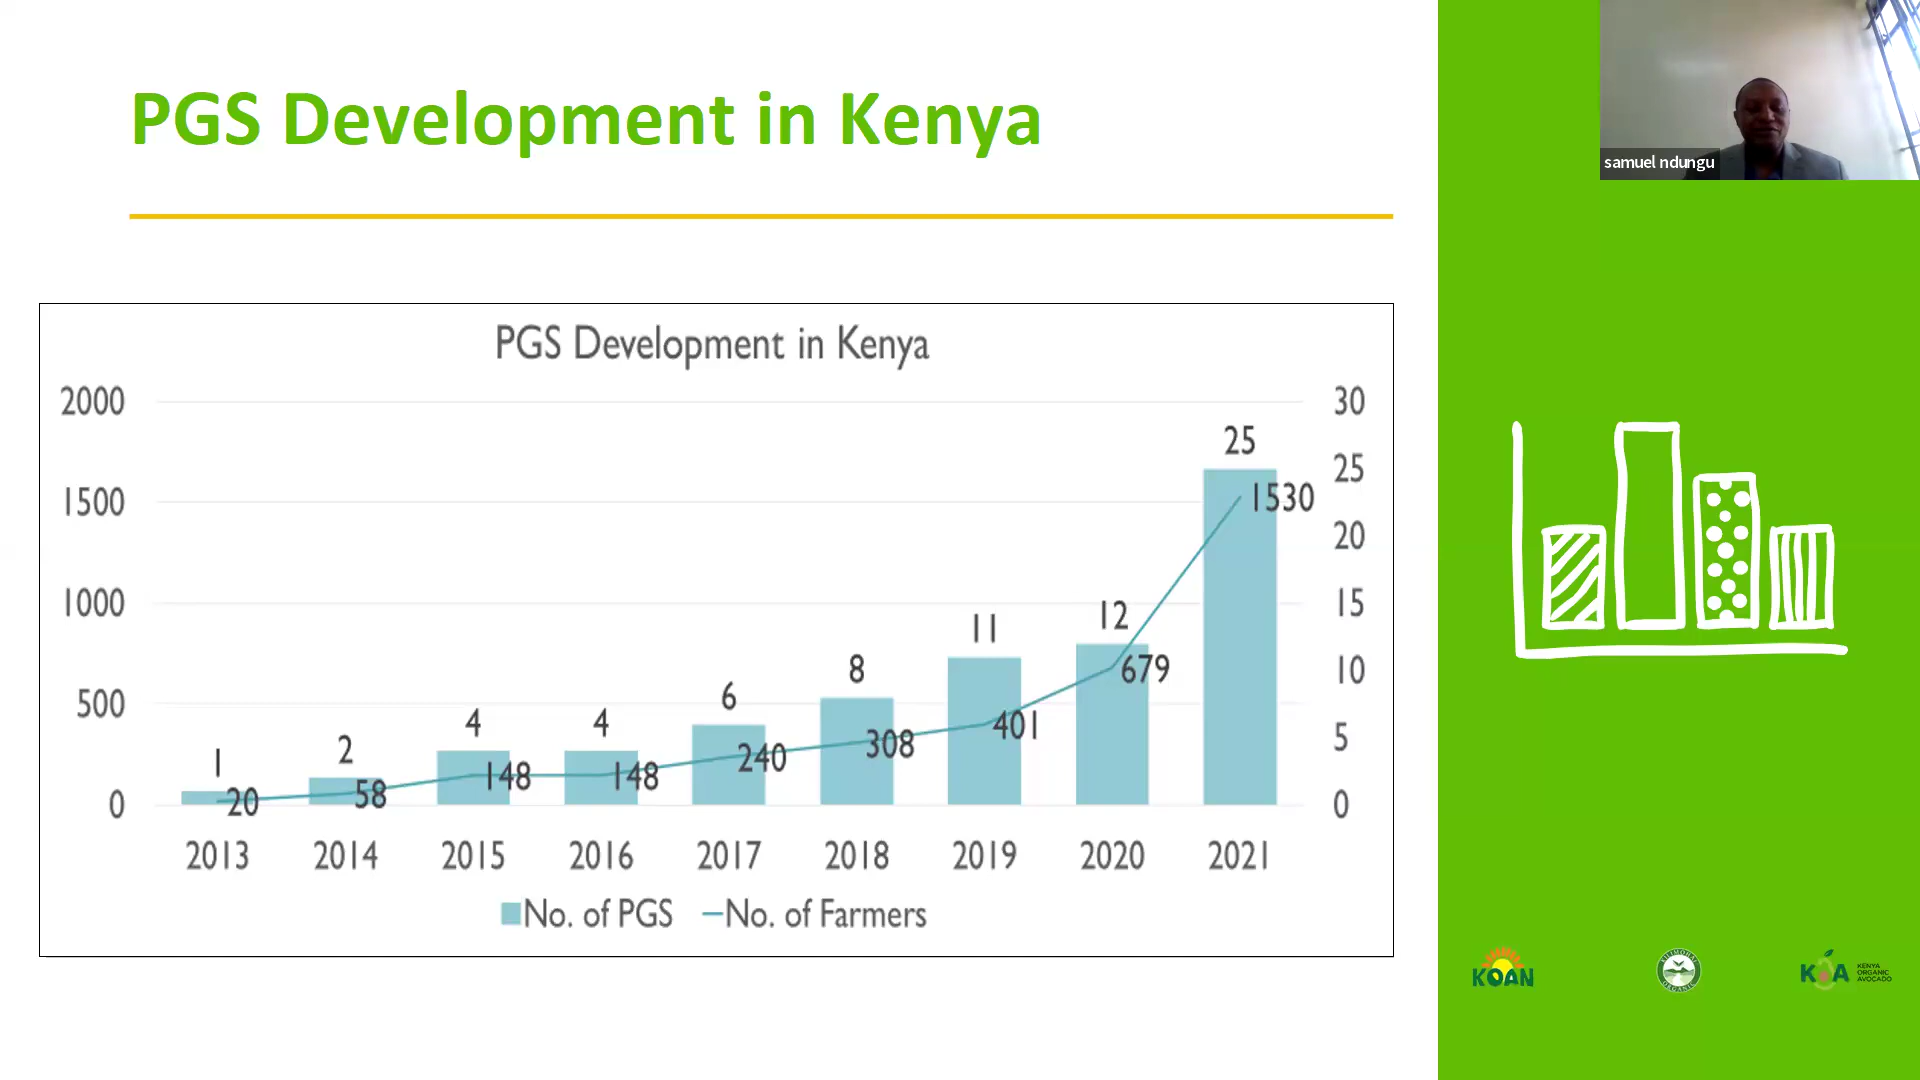 PGS Development in Kenya
samuel ndungu
PGS Development in Kenya
2000
1500
1000
500
0
30
25
20
15
10
5
0
1
2
4
4
6
8
11
12
25
20
58
148
148
240
308
401
679
1530
2013 2014 2015 2016 2017 2018 2019 2020 2021
No. of PGS No. of Farmers
KOAN
ORGANIC
KOA
KENYA
ORGANIC
AVOCADO